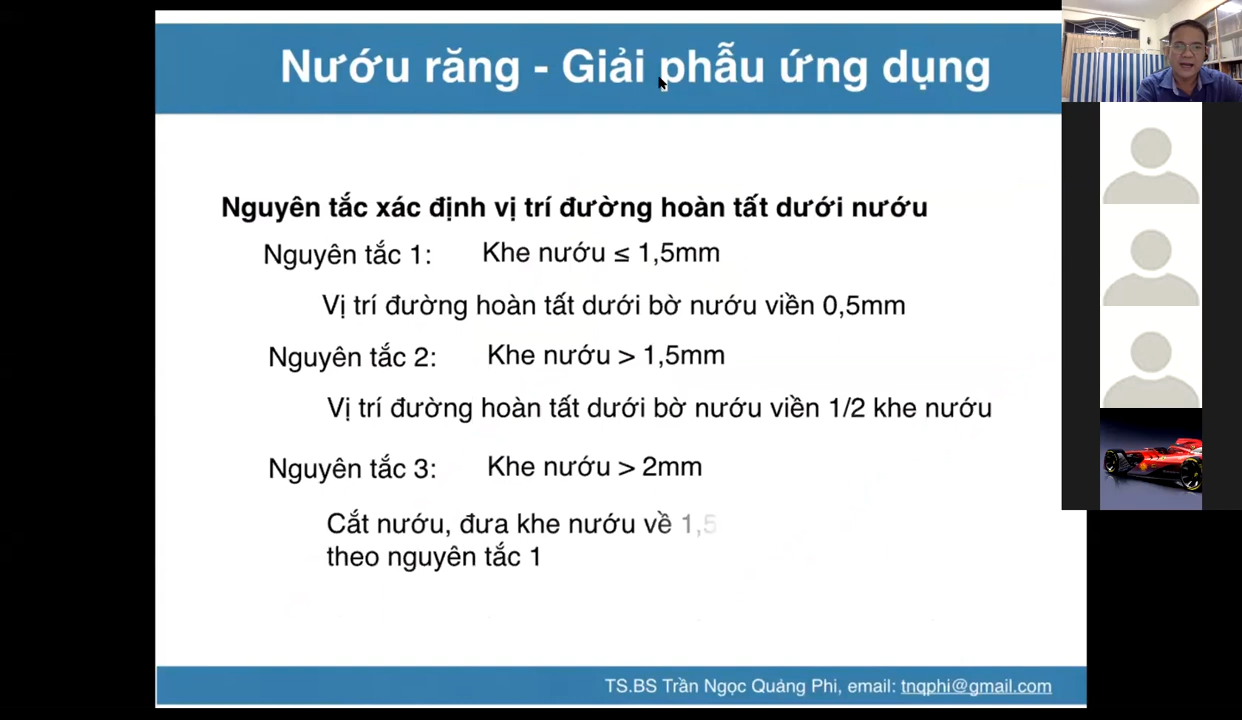 Nướu răng - Giải phẫu ứng dụng
Nguyên tắc xác định vị trí đường hoàn tất dưới nướu
Nguyên tắc 1: Khe nướu ≤ 1,5mm
Vị trí đường hoàn tất dưới bờ nướu viền 0,5mm
Nguyên tắc 2: Khe nướu > 1,5mm
Vị trí đường hoàn tất dưới bờ nướu viền 1/2 khe nướu
Nguyên tắc 3: Khe nướu > 2mm
Cắt nướu, đưa khe nướu về 1,5
theo nguyên tắc 1
TS.BS Trần Ngọc Quảng Phi, email: tnqphi@gmail.com